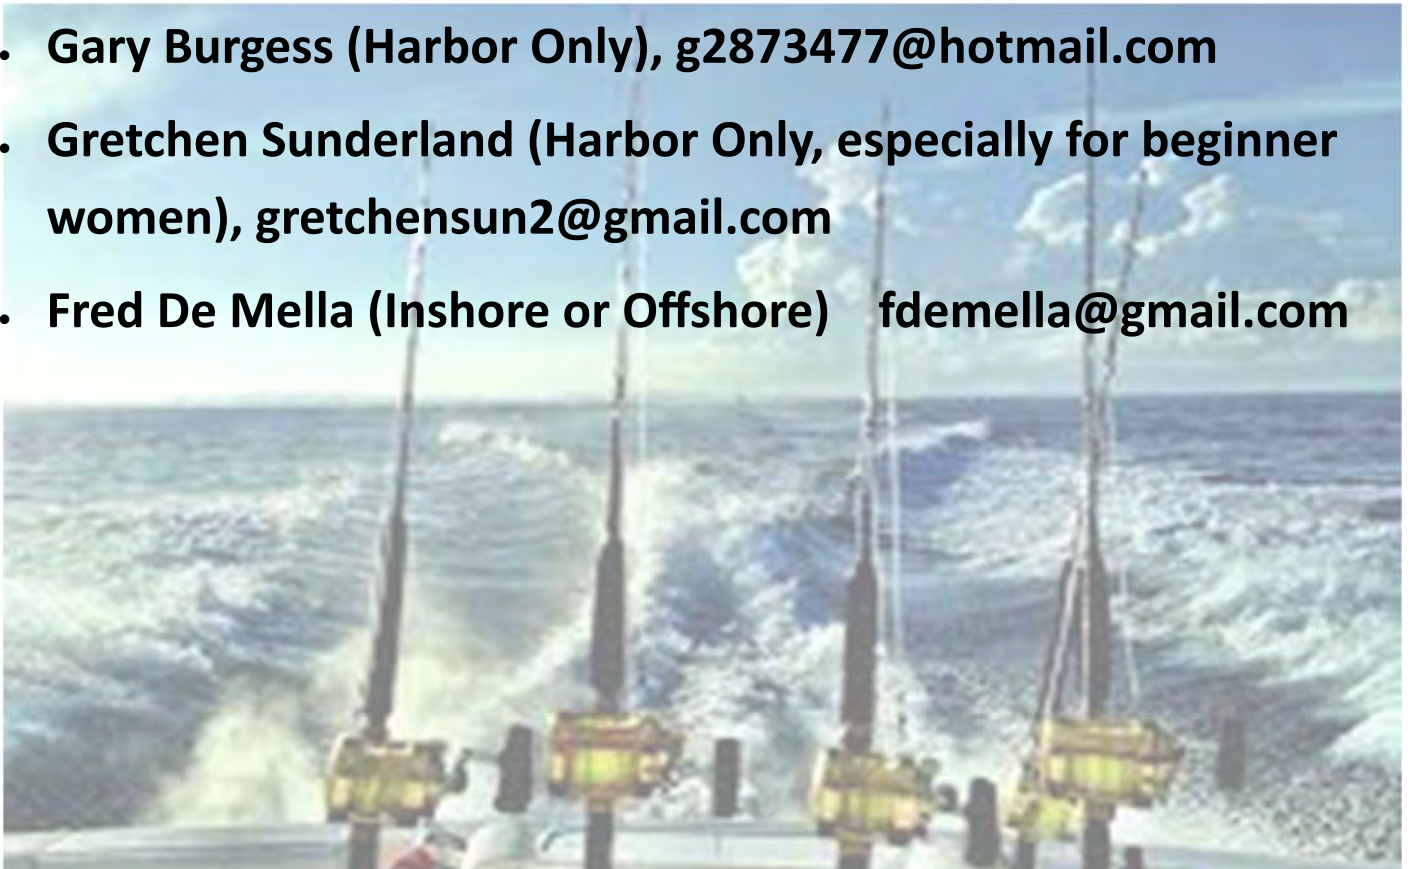 • Gary Burgess (Harbor Only), g2873477@hotmail.com
• Gretchen Sunderland (Harbor Only, especially for beginner
women), gretchensun2@gmail.com
• Fred De Mella (Inshore or Offshore) fdemella@gmail.com